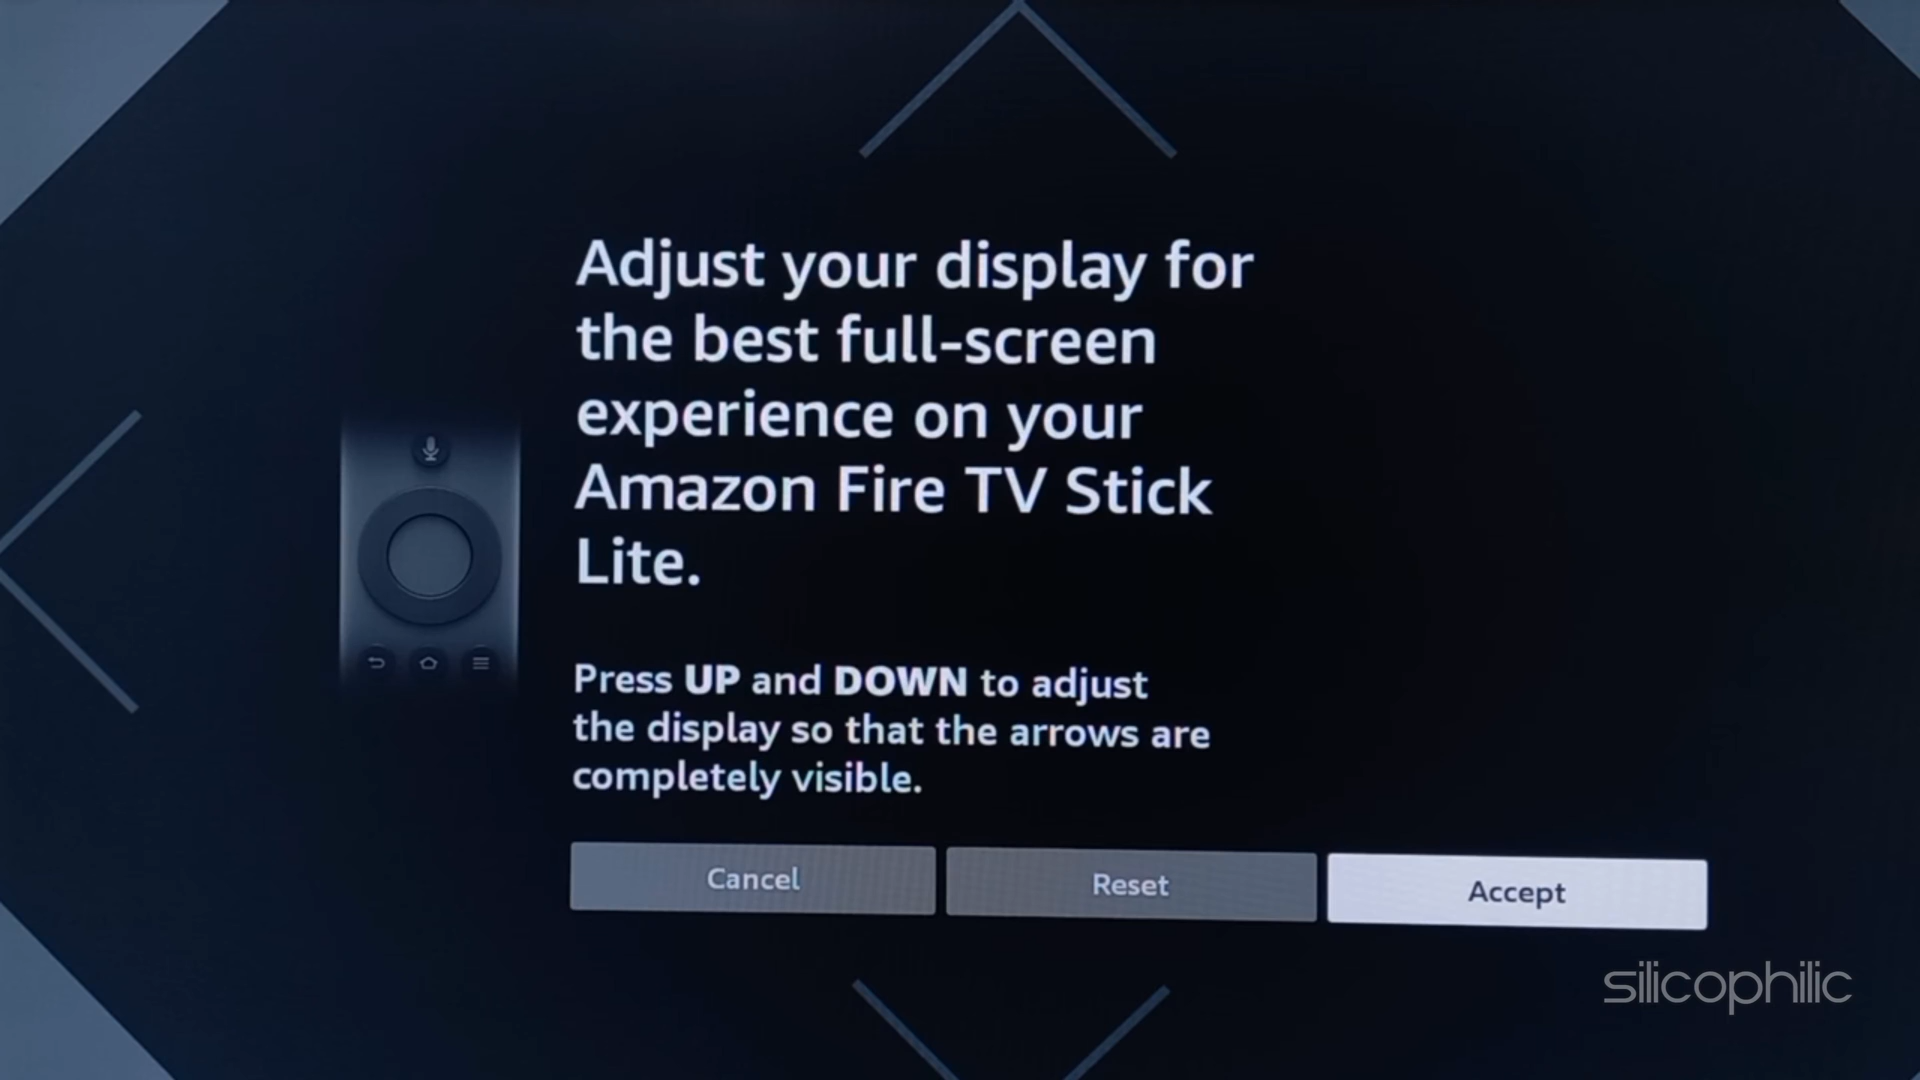 Adjust your display for
the best full-screen
experience on your
Amazon Fire TV Stick
Lite.
Press UP and DOWN to adjust
the display so that the arrows are
completely visible.
Cancel
Reset
Accept
silicophilic